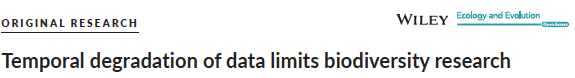 ORIGINAL RESEARCH
WILEY Ecology and Evolution
Open Access
Temporal degradation of data limits biodiversity research